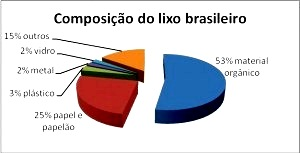 Composição do lixo brasileiro
15% outros
2% vidro
2% metal
3% plástico
25% papel e
papelão
53% material
orgânico